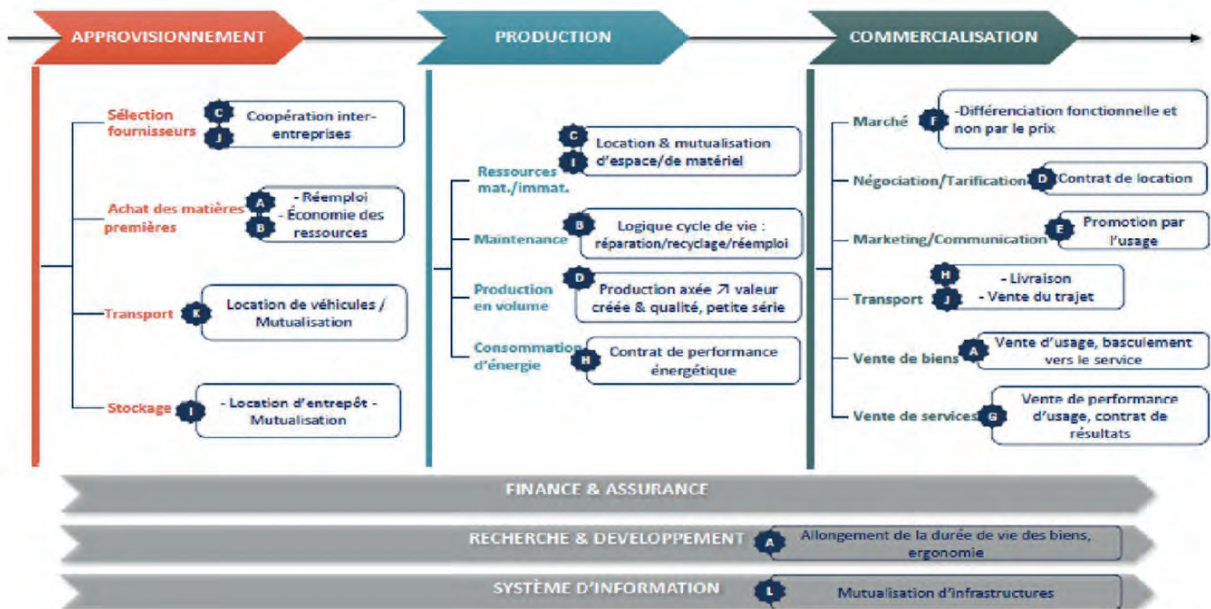 APPROVISIONNEMENT
PRODUCTION
COMMERCIALISATION
Sélection
fournisseurs
C
J
Coopération inter-
entreprises
Achat des matières
premières
A
B
- Réemploi
- Économie des
ressources
Transport
K
Location de véhicules /
Mutualisation
Stockage
I
- Location d'entrepôt -
Mutualisation
Ressources
mat./immat.
C
I
Location & mutualisation
d'espace/de matériel
Maintenance
B
Logique cycle de vie :
réparation/recyclage/réemploi
Production
en volume
D
Production axée ↗ valeur
créée & qualité, petite série
Consommation
d'énergie
H
Contrat de performance
énergétique
Marché
F
-Différenciation fonctionnelle et
non par le prix
Négociation/Tarification
D
Contrat de location
Marketing/Communication
E
Promotion par
l'usage
Transport
H
J
- Livraison
- Vente du trajet
Vente de biens
A
Vente d'usage, basculement
vers le service
Vente de services
G
Vente de performance
d'usage, contrat de
résultats
FINANCE & ASSURANCE
RECHERCHE & DEVELOPPEMENT
A
Allongement de la durée de vie des biens,
ergonomie
SYSTÈME D'INFORMATION
L
Mutualisation d'infrastructures